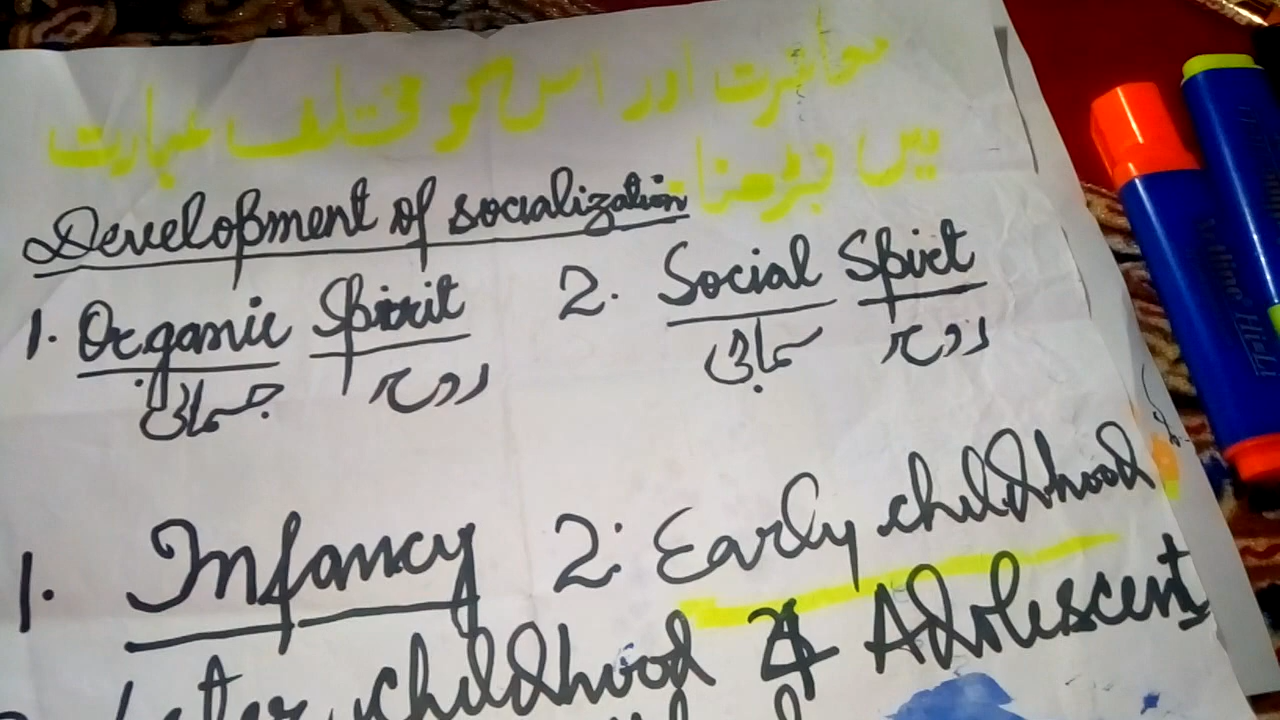 معاشرت اور اس کو مختلف عبارت
میں پڑھنا
Development of socialization
1. Organic Spirit 2. Social Spirit
جسمانی روح سماجی روح
1. Infancy 2. Early childhood
Later childhood 4 Adolescent